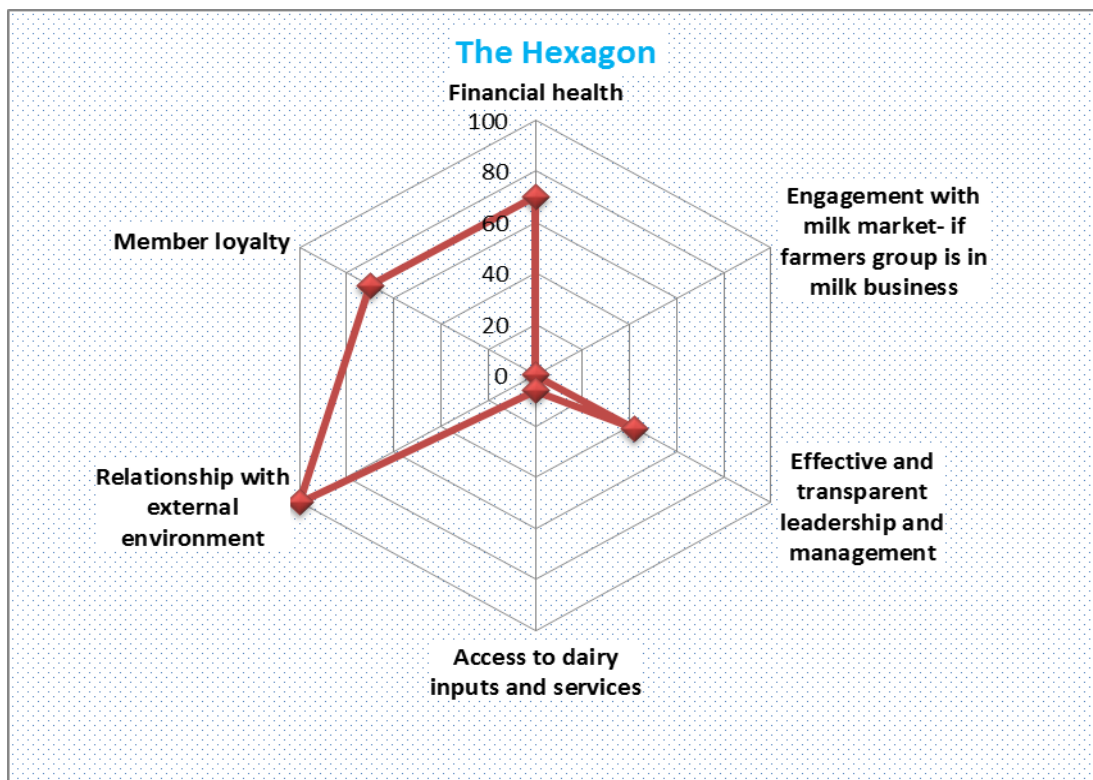 The Hexagon
Financial health
100
80
60
40
20
0
Engagement with
milk market- if
farmers group is in
milk business
Effective and
transparent
leadership and
management
Access to dairy
inputs and services
Relationship with
external
environment
Member loyalty